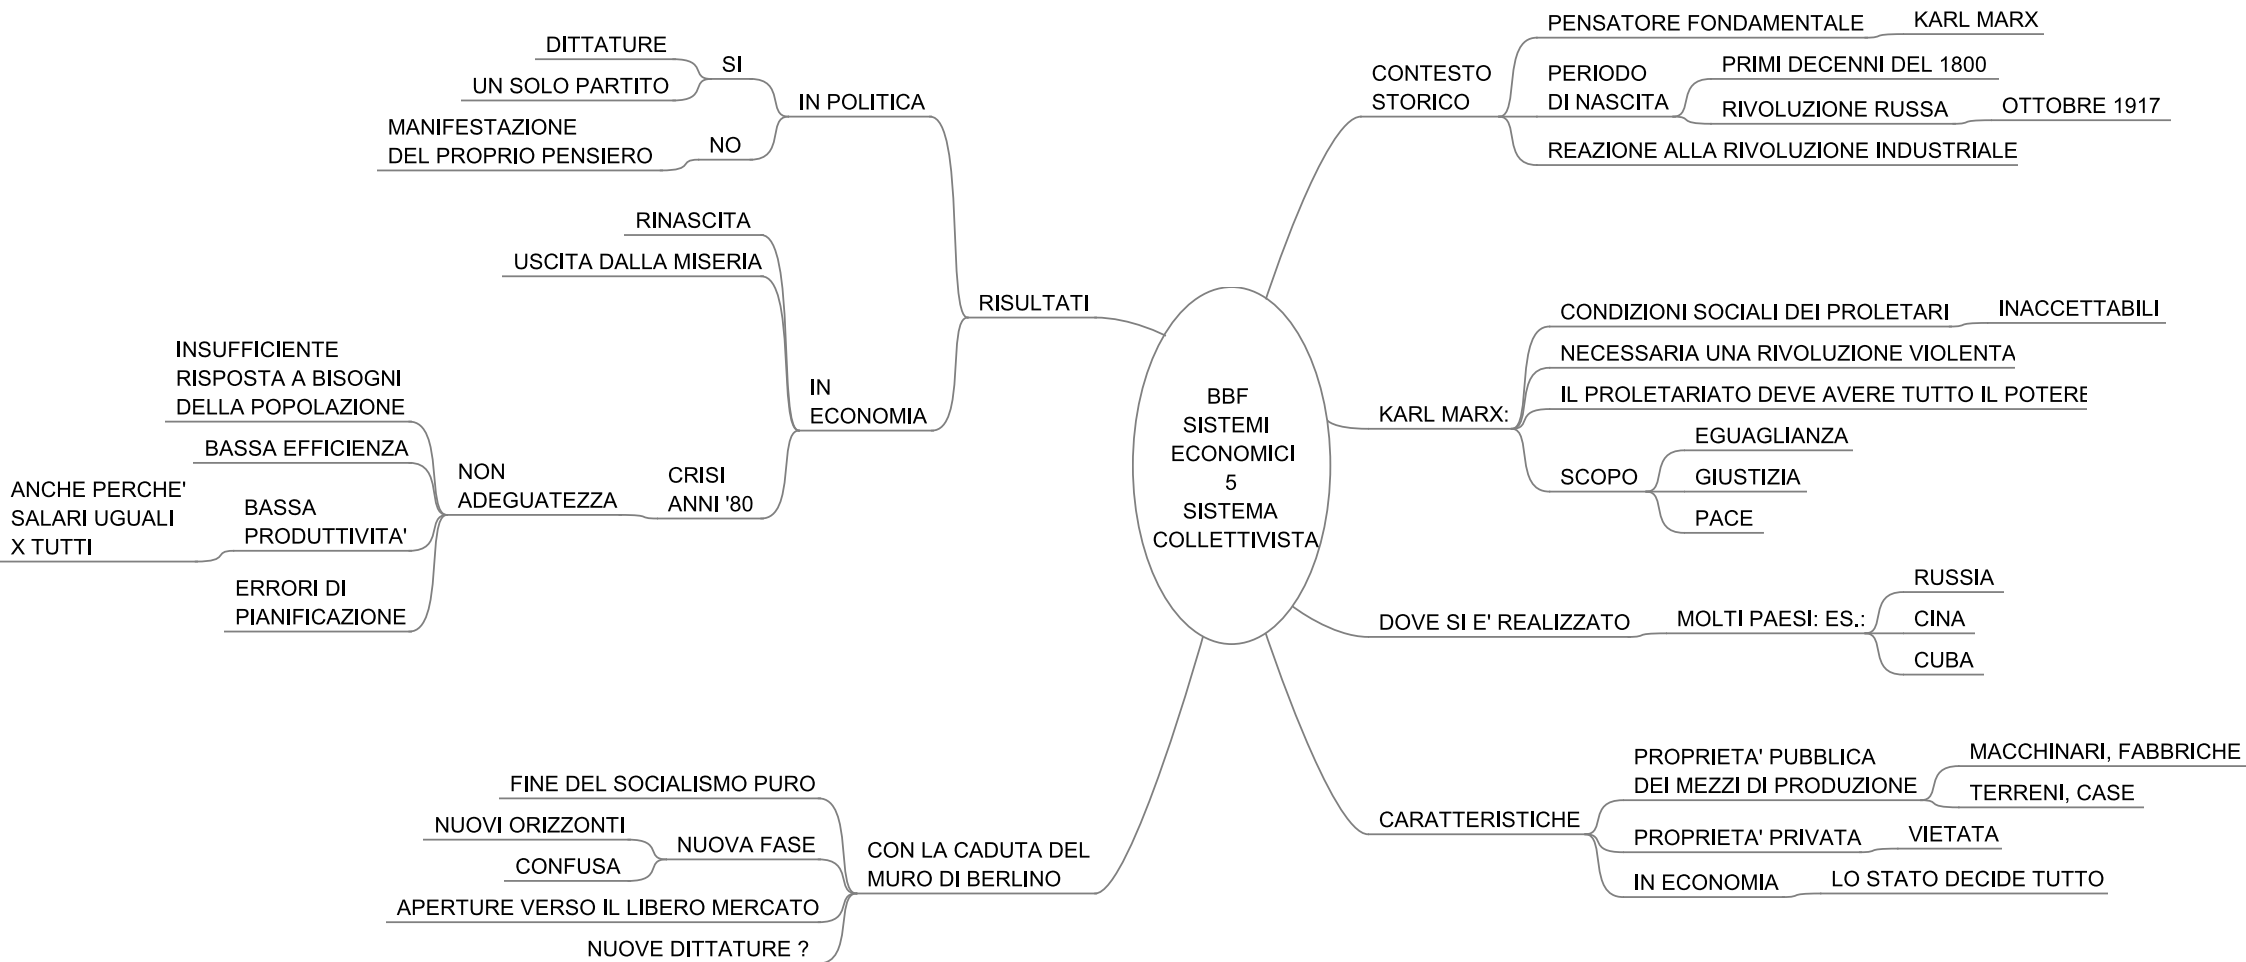 BBF
SISTEMI
ECONOMICI
5
SISTEMA
COLLETTIVISTA
CONTESTO
STORICO
PENSATORE FONDAMENTALE
KARL MARX
PERIODO
DI NASCITA
PRIMI DECENNI DEL 1800
RIVOLUZIONE RUSSA
OTTOBRE 1917
REAZIONE ALLA RIVOLUZIONE INDUSTRIALE
KARL MARX:
CONDIZIONI SOCIALI DEI PROLETARI
INACCETTABILI
NECESSARIA UNA RIVOLUZIONE VIOLENTA
IL PROLETARIATO DEVE AVERE TUTTO IL POTERE
SCOPO
EGUAGLIANZA
GIUSTIZIA
PACE
DOVE SI E' REALIZZATO
MOLTI PAESI: ES.:
RUSSIA
CINA
CUBA
CARATTERISTICHE
PROPRIETA' PUBBLICA
DEI MEZZI DI PRODUZIONE
MACCHINARI, FABBRICHE
TERRENI, CASE
PROPRIETA' PRIVATA
VIETATA
IN ECONOMIA
LO STATO DECIDE TUTTO
RISULTATI
IN POLITICA
SI
DITTATURE
UN SOLO PARTITO
NO
MANIFESTAZIONE
DEL PROPRIO PENSIERO
IN
ECONOMIA
RINASCITA
USCITA DALLA MISERIA
CRISI
ANNI '80
NON
ADEGUATEZZA
INSUFFICIENTE
RISPOSTA A BISOGNI
DELLA POPOLAZIONE
BASSA EFFICIENZA
BASSA
PRODUTTIVITA'
ANCHE PERCHE'
SALARI UGUALI
X TUTTI
ERRORI DI
PIANIFICAZIONE
CON LA CADUTA DEL
MURO DI BERLINO
FINE DEL SOCIALISMO PURO
NUOVA FASE
NUOVI ORIZZONTI
CONFUSA
APERTURE VERSO IL LIBERO MERCATO
NUOVE DITTATURE ?